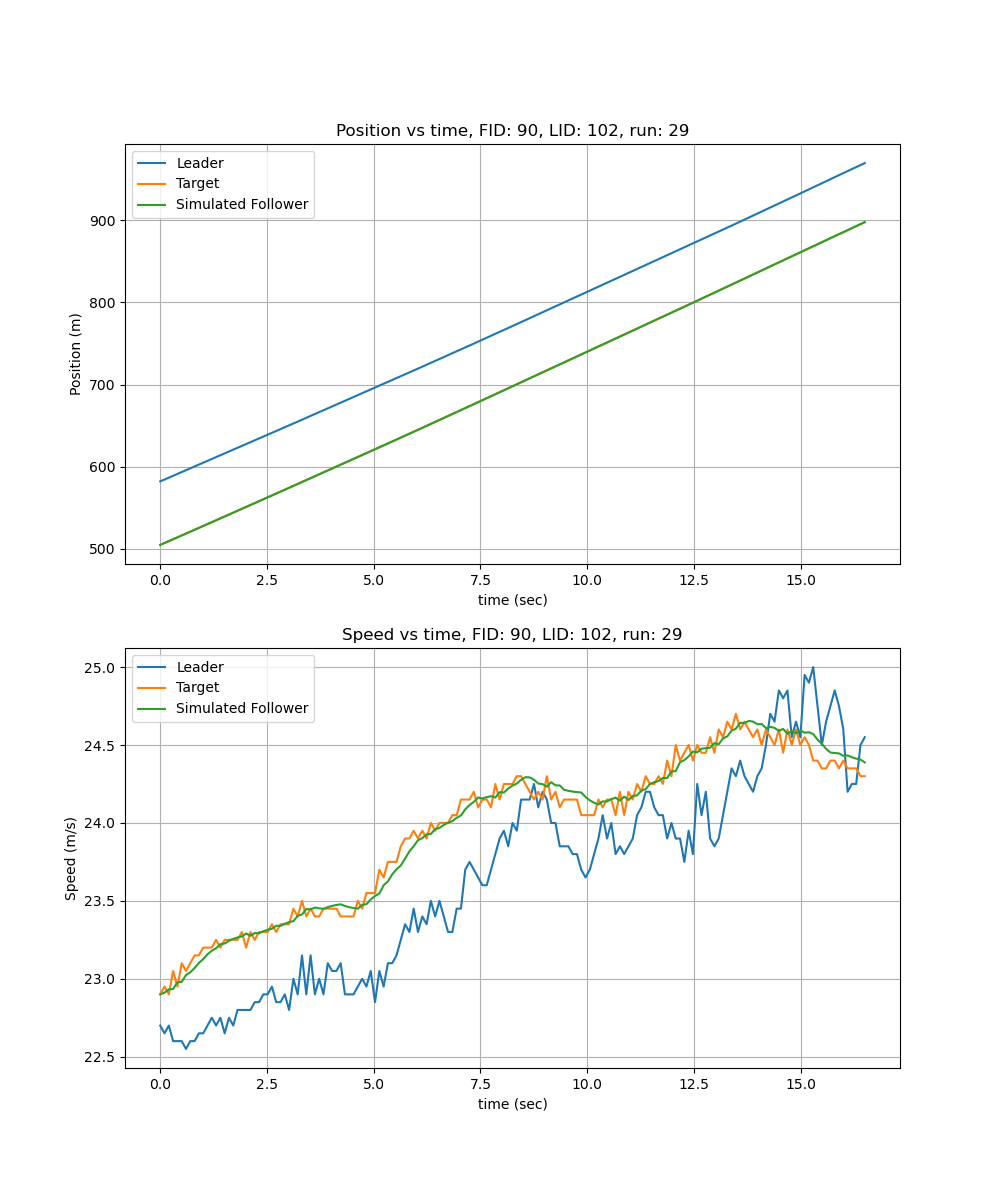 Position vs time, FID: 90, LID: 102, run: 29
Leader
Target
Simulated Follower
900
800
700
600
500
Position (m)
0.0 2.5 5.0 7.5 10.0 12.5 15.0
time (sec)
Speed vs time, FID: 90, LID: 102, run: 29
Leader
Target
Simulated Follower
25.0
24.5
24.0
23.5
23.0
22.5
Speed (m/s)
0.0 2.5 5.0 7.5 10.0 12.5 15.0
time (sec)